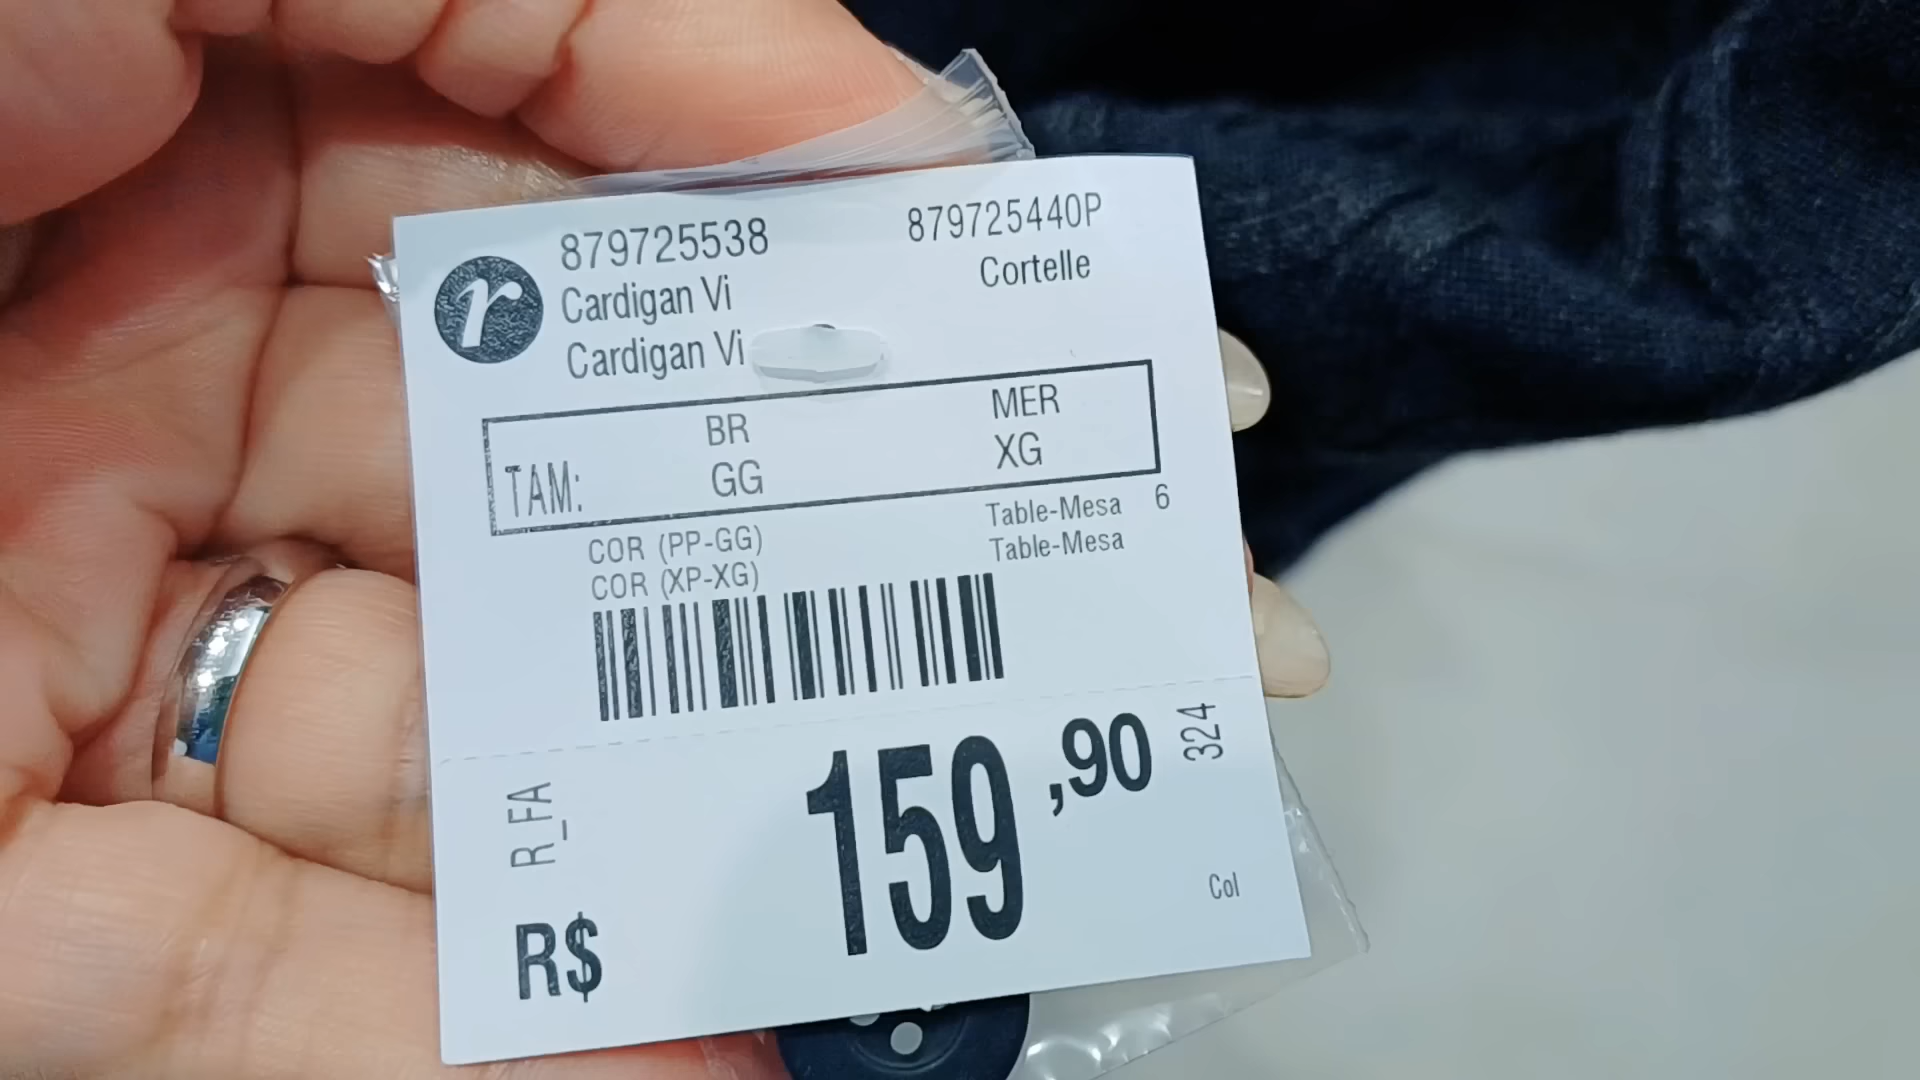 r
879725538
879725440P
Cardigan Vi
Cortelle
Cardigan Vi
BR
MER
TAM:
GG
XG
Table-Mesa 6
COR (PP-GG)
Table-Mesa
COR (XP-XG)
R_FA
R$
159,90
324
Col